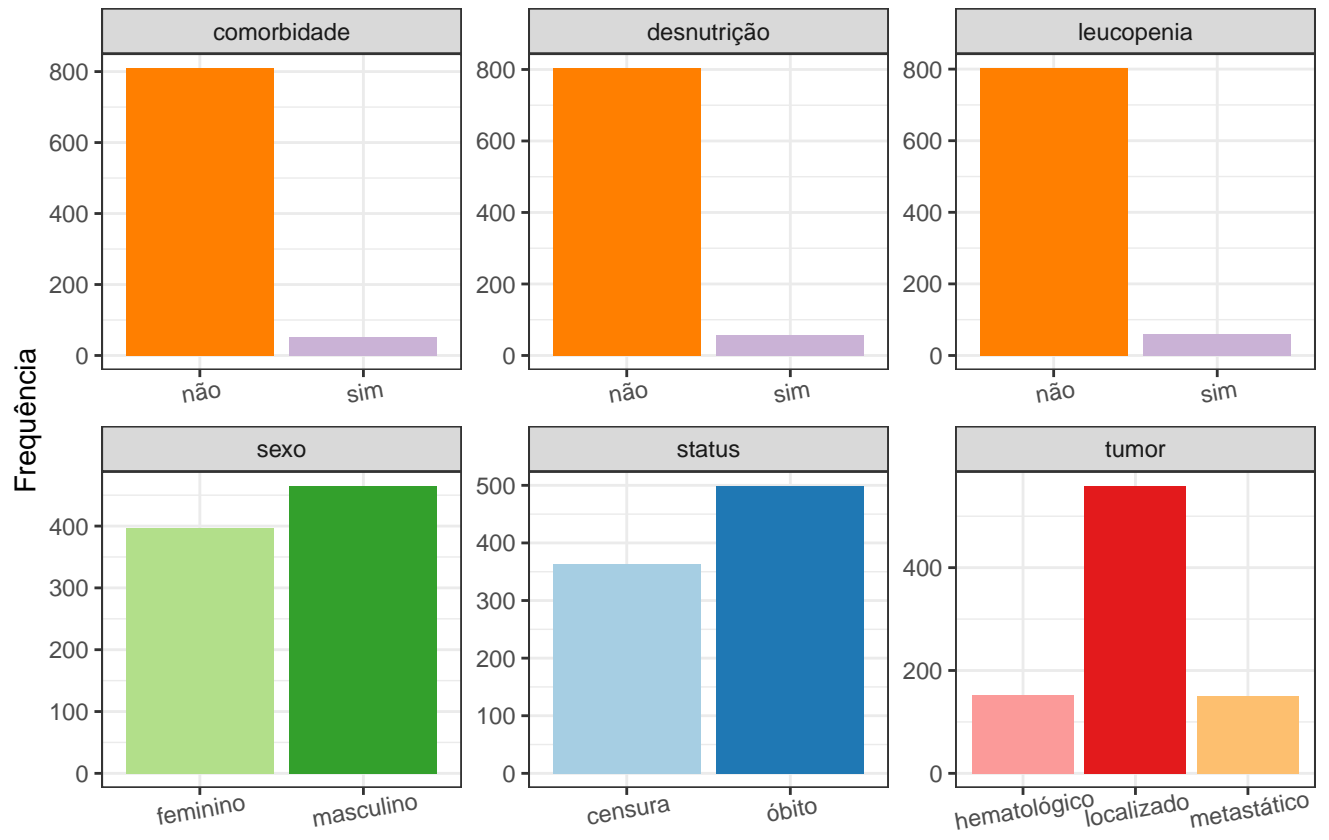 Frequência
comorbidade
desnutrição
leucopenia
800
600
400
200
0
não
sim
800
600
400
200
0
não
sim
800
600
400
200
0
não
sim
sexo
status
tumor
400
300
200
100
0
feminino
masculino
500
400
300
200
100
0
censura
óbito
400
200
0
hematológico
localizado
metastático